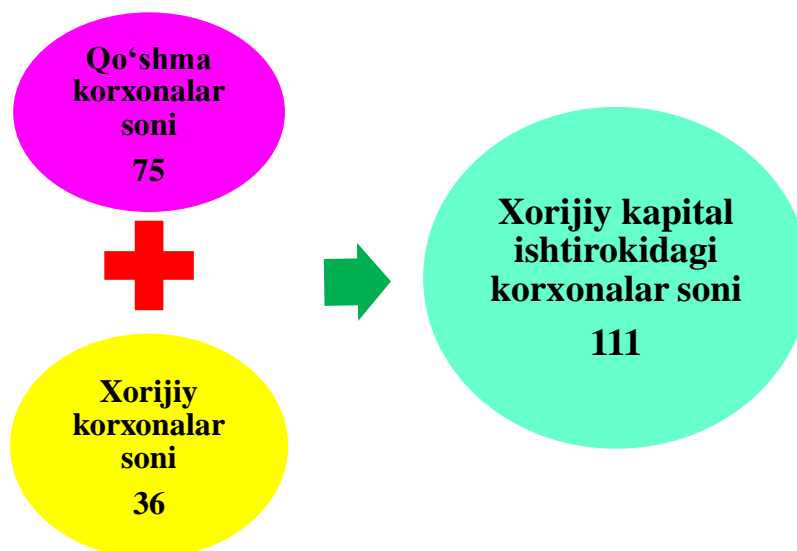 Qo‘shma
korxonalar
soni
75
Xorijiy
korxonalar
soni
36
Xorijiy kapital
ishtirokidagi
korxonalar soni
111